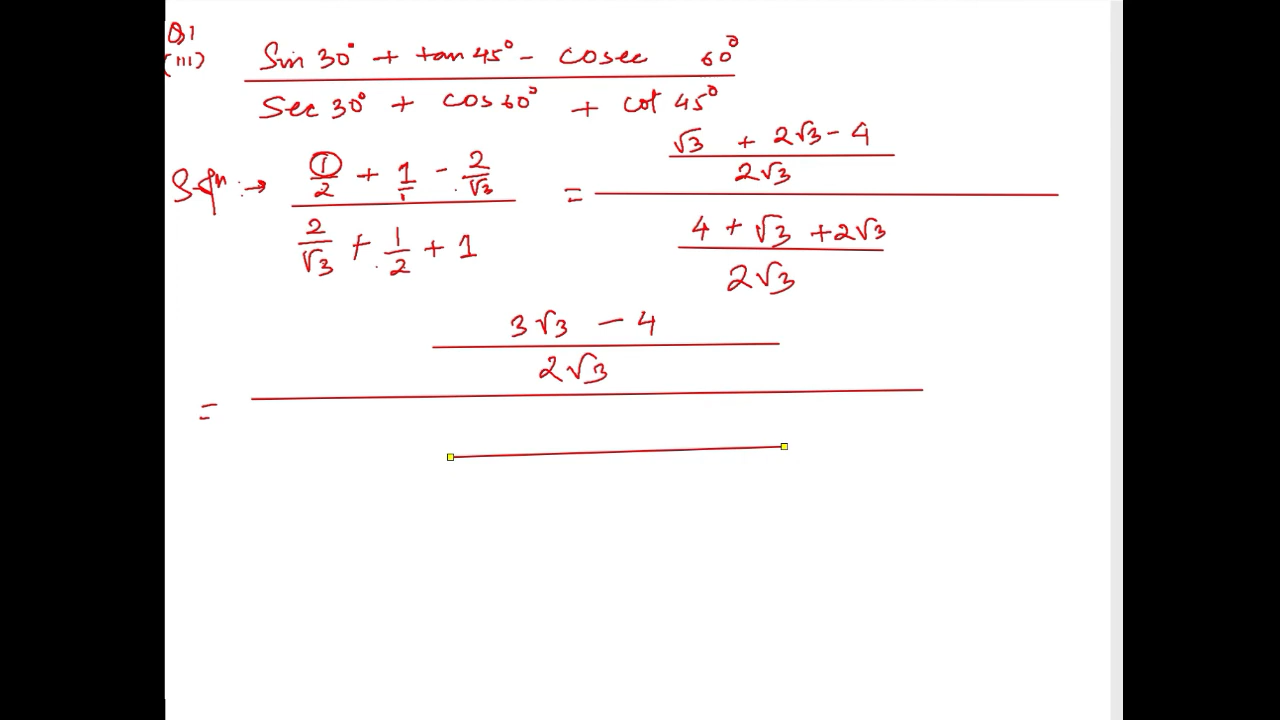 Q1
(iii)
Sin 30° + tan 45° - cosec 60°
Sec 30° + cos 60° + cot 45°
Solⁿ :→ 1/2 + 1/1 - 2/√3
2/√3 + 1/2 + 1
= √3 + 2√3 - 4
2√3
4 + √3 + 2√3
2√3
= 3√3 - 4
2√3